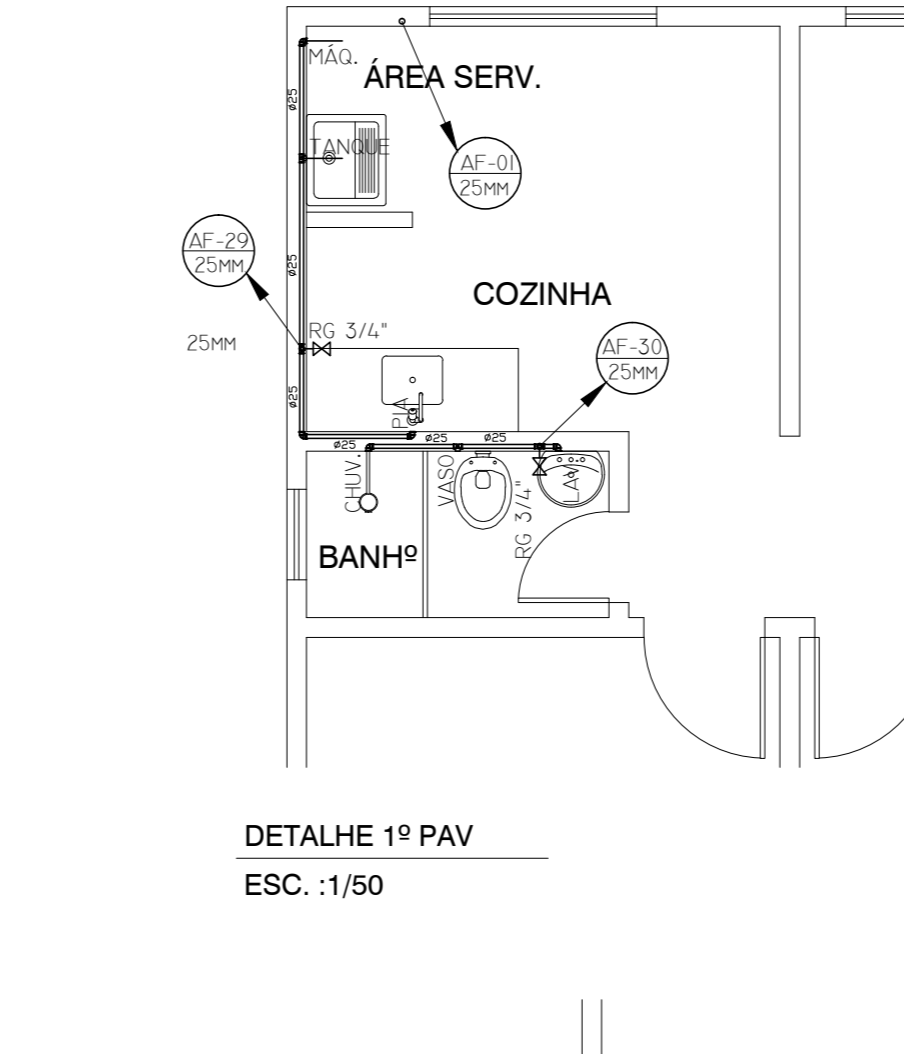 MÁQ.
ÁREA SERV.
ø25
TANQUE
AF-01
25MM
AF-29
25MM
ø25
COZINHA
RG 3/4"
25MM
AF-30
25MM
ø25
PIA
ø25
ø25
ø25
CHUV.
VASO
RG 3/4"
LAV.
BANHº
DETALHE 1º PAV
ESC. :1/50